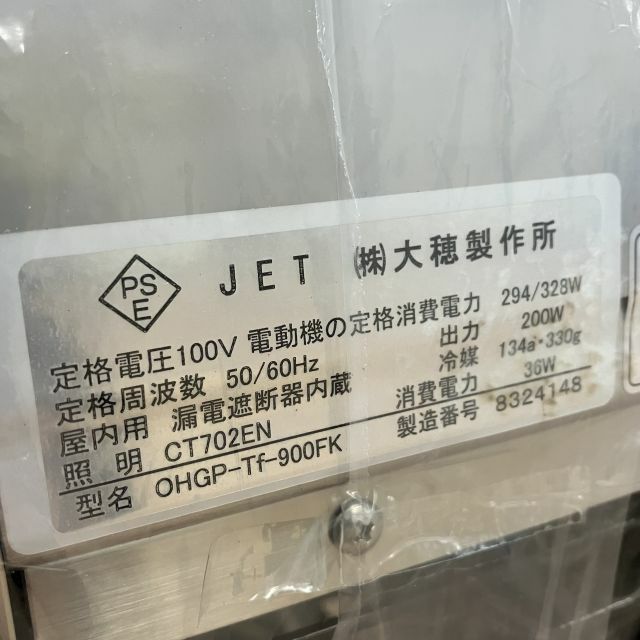 PS
E
JET ㈱大穂製作所
定格電圧100V 電動機の定格消費電力 294/328W
定格周波数 50/60Hz 出力 200W
屋内用 漏電遮断器内蔵 冷媒 134a・330g
照明 CT702EN 消費電力 36W
型名 OHGP-Tf-900FK 製造番号 8324148